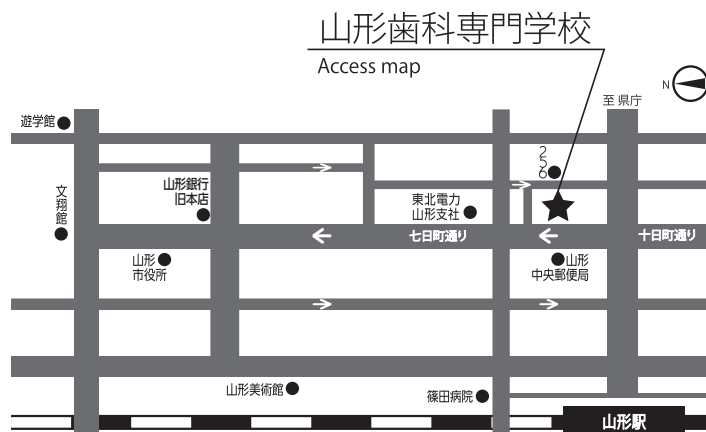 山形歯科専門学校
Access map
N
至 県庁
遊学館
256
山形銀行
旧本店
文翔館
東北電力
山形支社
七日町通り
十日町通り
山形
市役所
山形
中央郵便局
山形美術館
篠田病院
山形駅